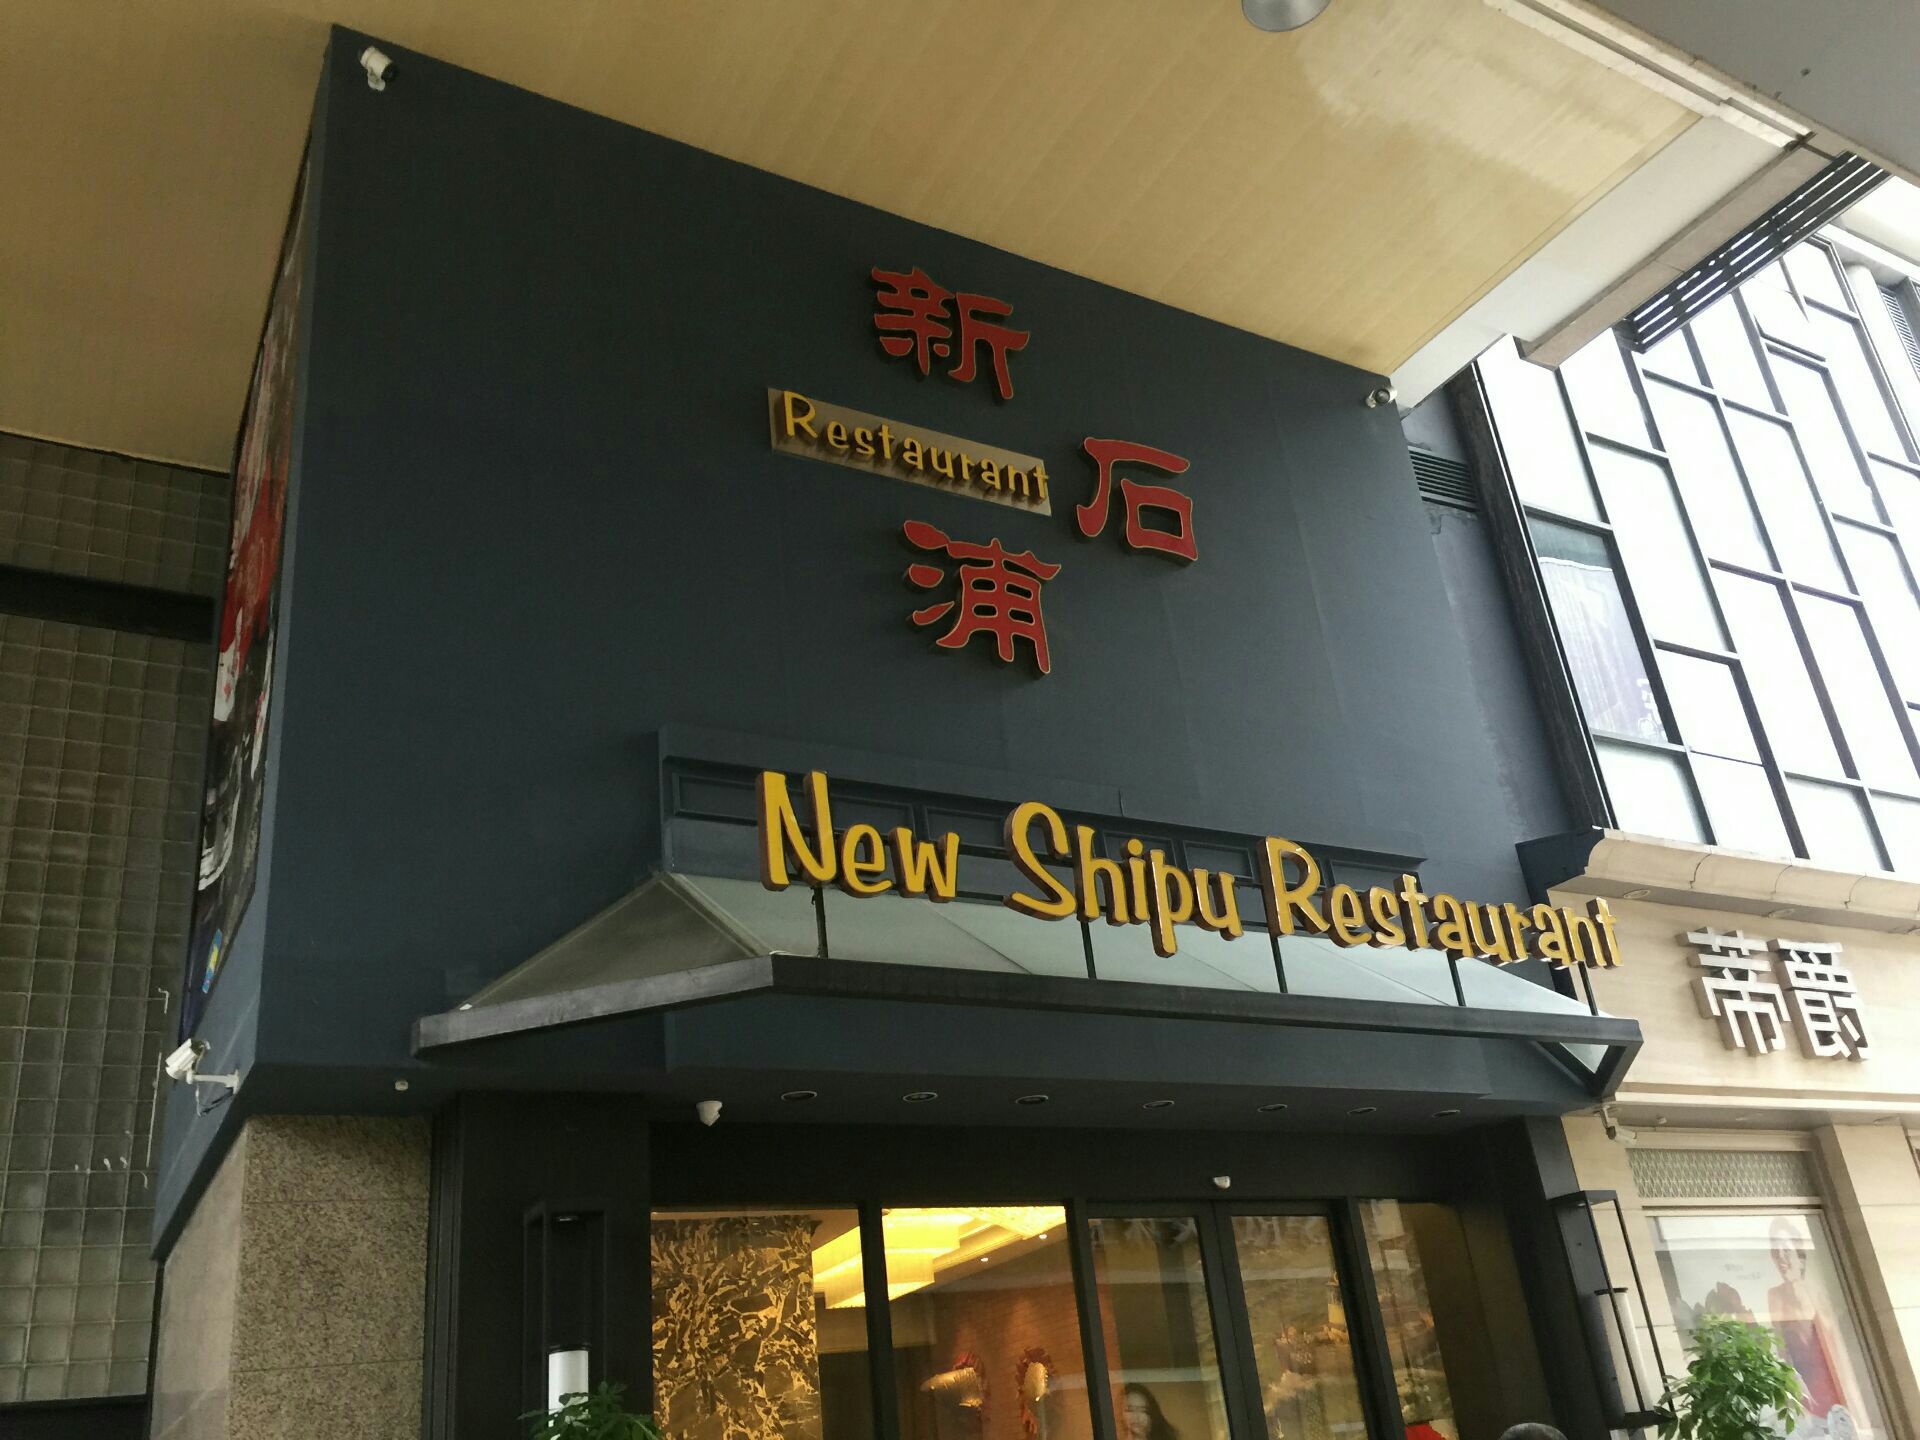 新
Restaurant
石
浦
New Shipu Restaurant
蒂爵